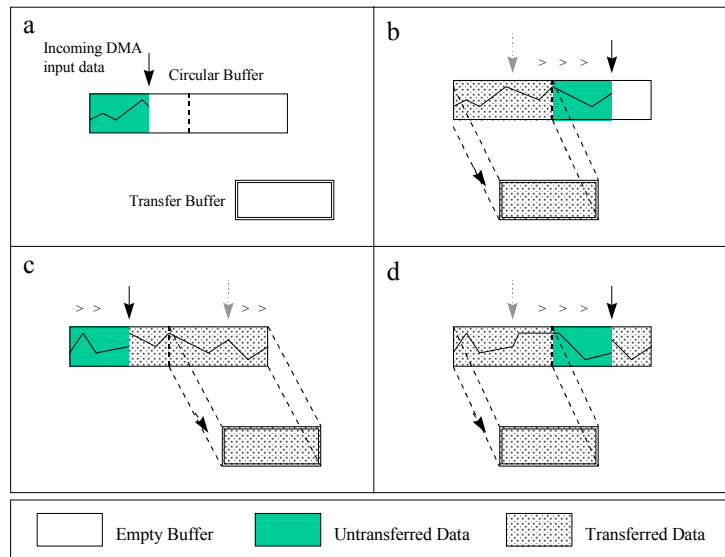 a
Incoming DMA
input data
Circular Buffer
Transfer Buffer
b
> > >
c
> >
> >
d
> > >
Empty Buffer
Untransferred Data
Transferred Data